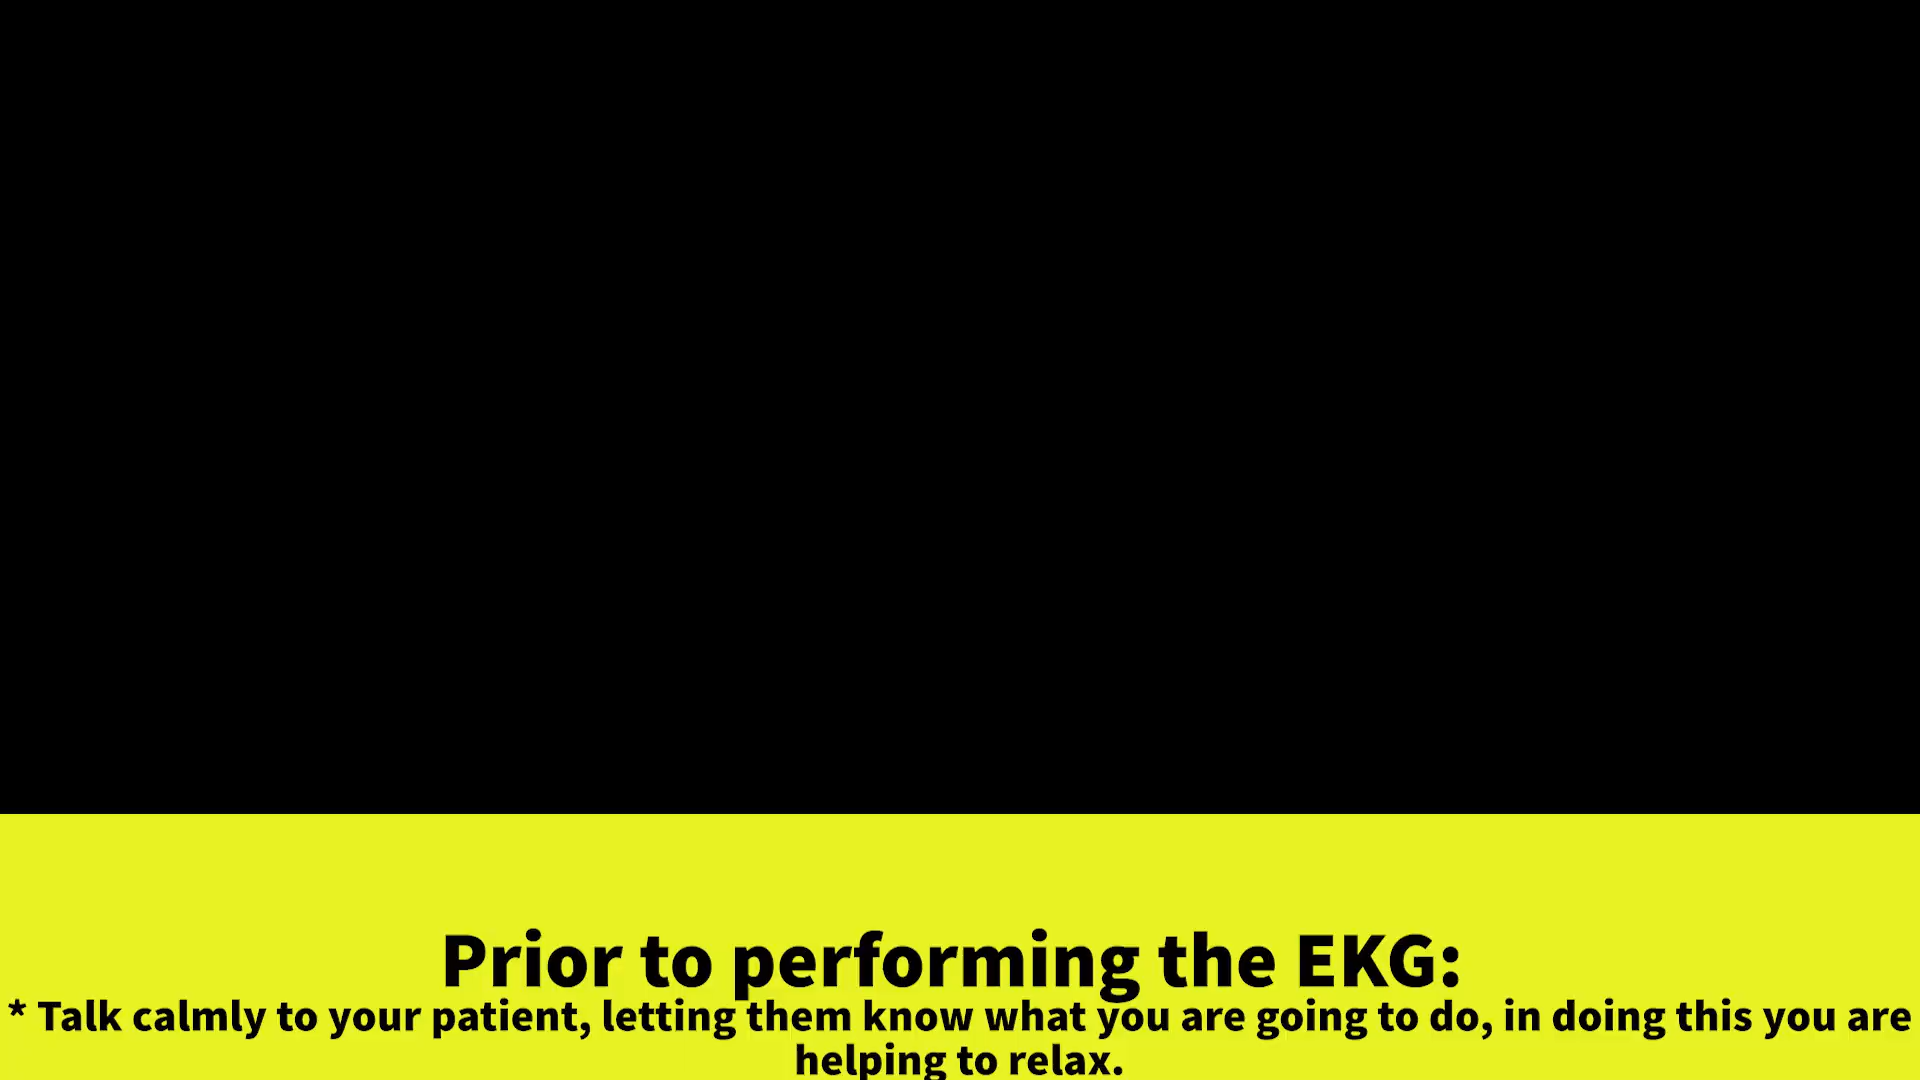 Prior to performing the EKG:
* Talk calmly to your patient, letting them know what you are going to do, in doing this you are
helping to relax.